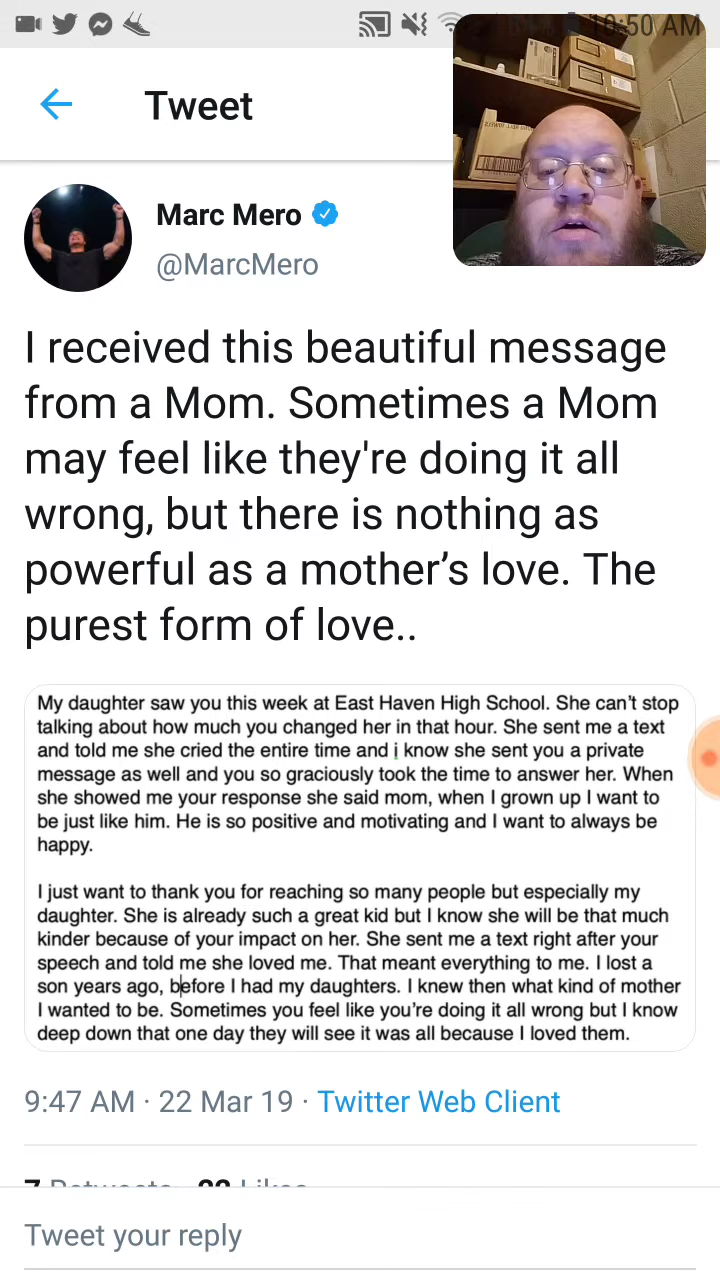 10:50 AM
Tweet
Marc Mero
@MarcMero
I received this beautiful message
from a Mom. Sometimes a Mom
may feel like they're doing it all
wrong, but there is nothing as
powerful as a mother’s love. The
purest form of love..
My daughter saw you this week at East Haven High School. She can’t stop
talking about how much you changed her in that hour. She sent me a text
and told me she cried the entire time and i know she sent you a private
message as well and you so graciously took the time to answer her. When
she showed me your response she said mom, when I grown up I want to
be just like him. He is so positive and motivating and I want to always be
happy.
I just want to thank you for reaching so many people but especially my
daughter. She is already such a great kid but I know she will be that much
kinder because of your impact on her. She sent me a text right after your
speech and told me she loved me. That meant everything to me. I lost a
son years ago, before I had my daughters. I knew then what kind of mother
I wanted to be. Sometimes you feel like you’re doing it all wrong but I know
deep down that one day they will see it was all because I loved them.
9:47 AM · 22 Mar 19 · Twitter Web Client
Retweets Likes
Tweet your reply